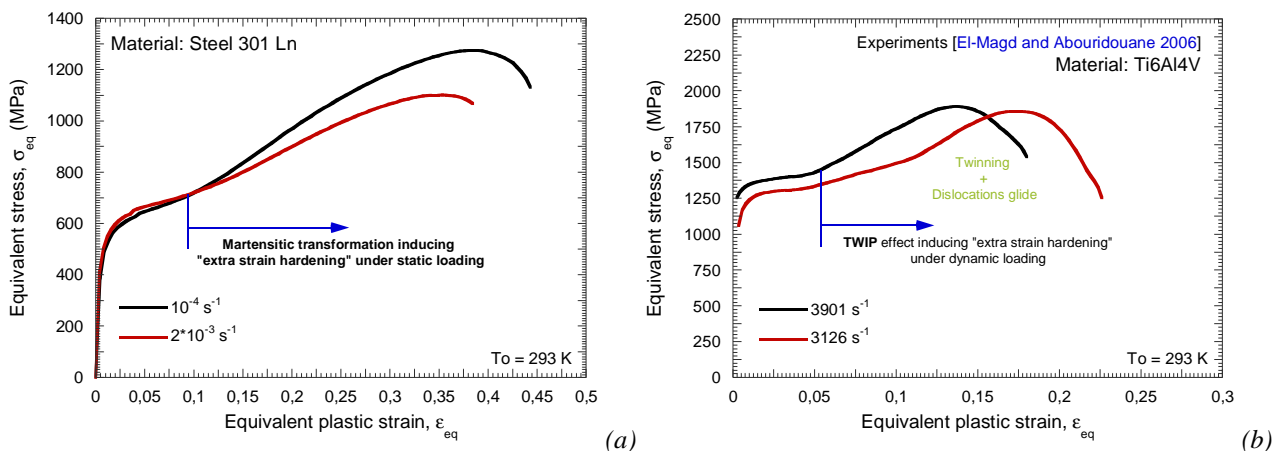 Material: Steel 301 Ln
Equivalent stress, σeq (MPa)
1400
1200
1000
800
600
400
200
0
Martensitic transformation inducing
"extra strain hardening" under static loading
10-4 s-1
2*10-3 s-1
To = 293 K
0 0,05 0,1 0,15 0,2 0,25 0,3 0,35 0,4 0,45 0,5
Equivalent plastic strain, εeq
(a)
Experiments [El-Magd and Abouridouane 2006]
Material: Ti6Al4V
Equivalent stress, σeq (MPa)
2500
2250
2000
1750
1500
1250
1000
750
500
250
0
Twinning
+
Dislocations glide
TWIP effect inducing "extra strain hardening"
under dynamic loading
3901 s-1
3126 s-1
To = 293 K
0 0,05 0,1 0,15 0,2 0,25 0,3
Equivalent plastic strain, εeq
(b)